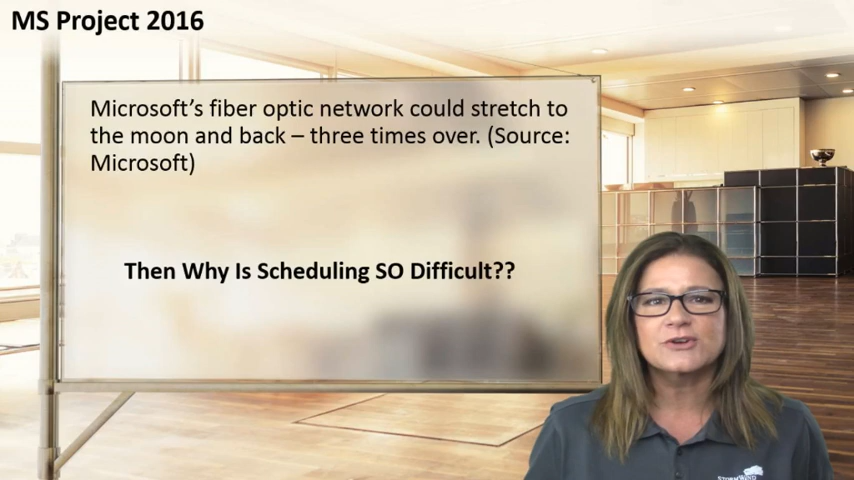 MS Project 2016
Microsoft’s fiber optic network could stretch to
the moon and back – three times over. (Source:
Microsoft)
Then Why Is Scheduling SO Difficult??
STORMWIND